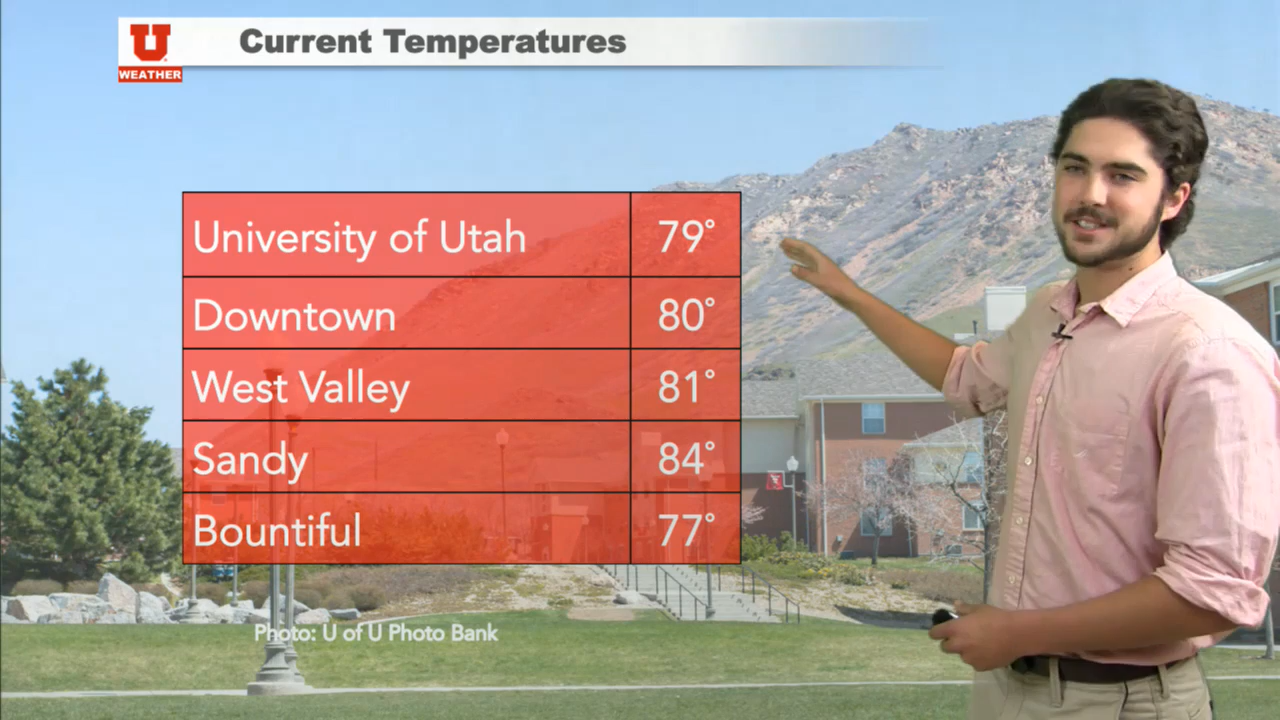 U
WEATHER
Current Temperatures
University of Utah 79°
Downtown 80°
West Valley 81°
Sandy 84°
Bountiful 77°
Photo: U of U Photo Bank